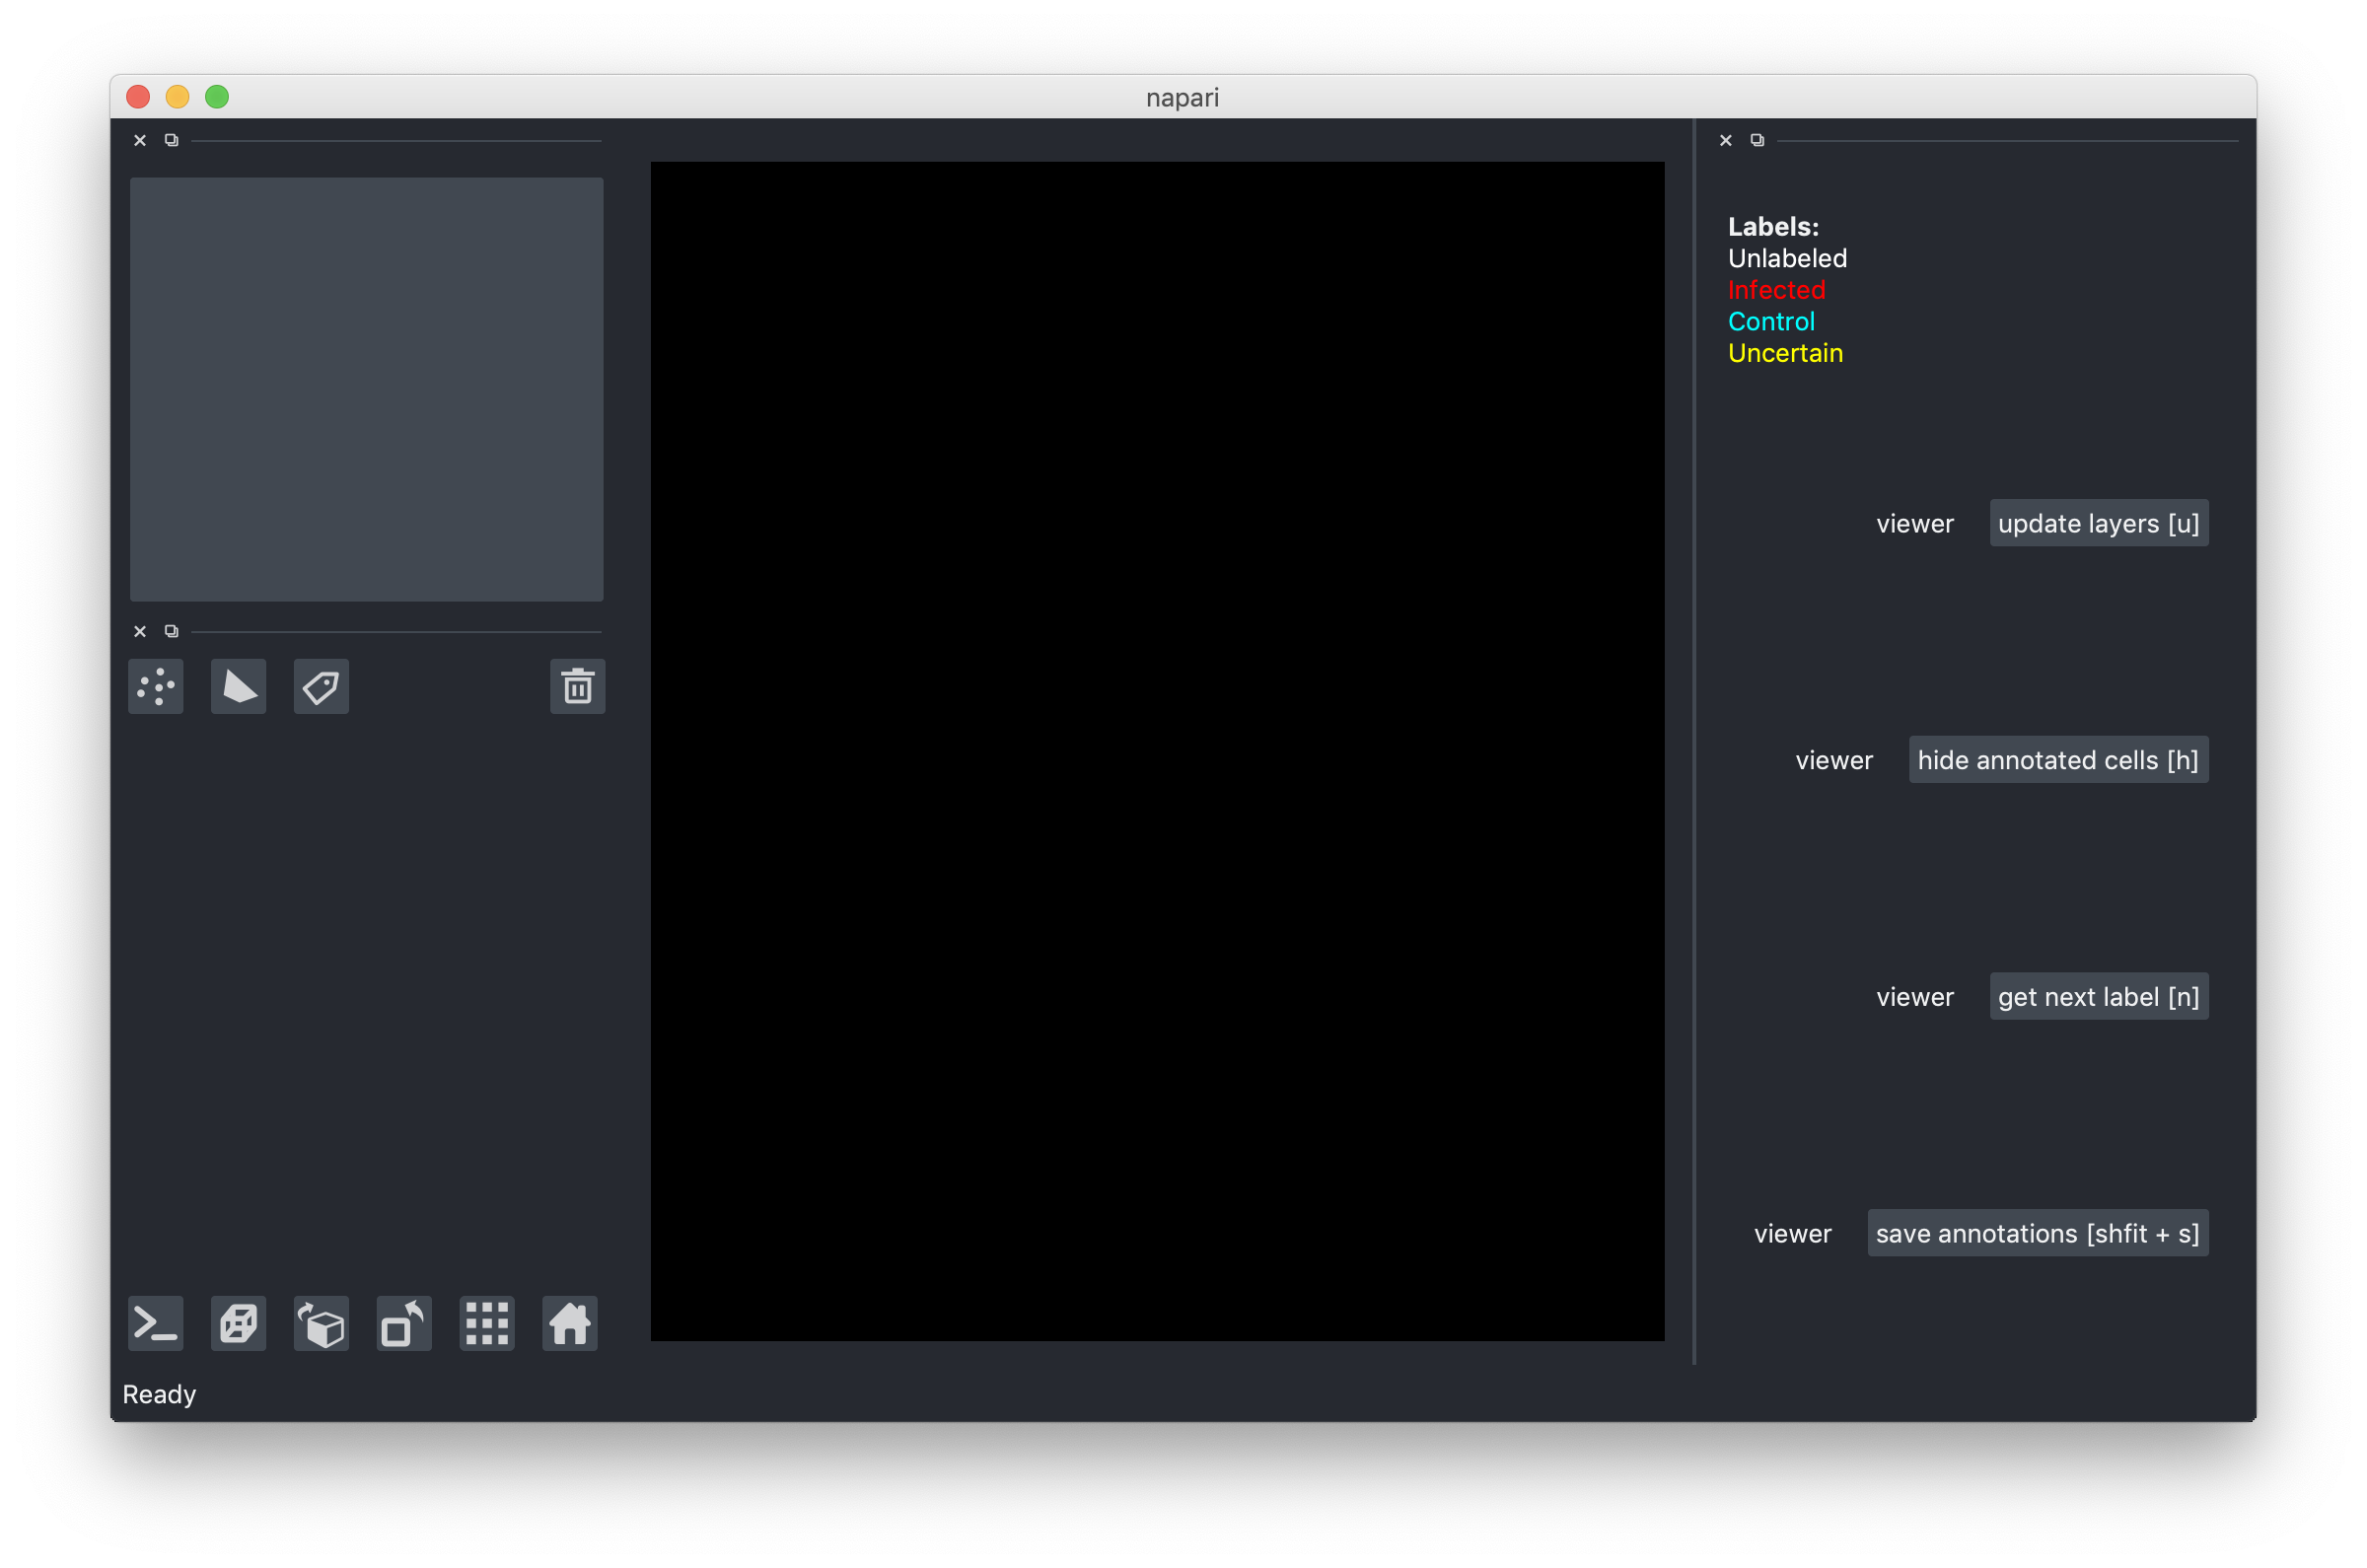 napari
Labels:
Unlabeled
Infected
Control
Uncertain
viewer update layers [u]
viewer hide annotated cells [h]
viewer get next label [n]
viewer save annotations [shfit + s]
Ready